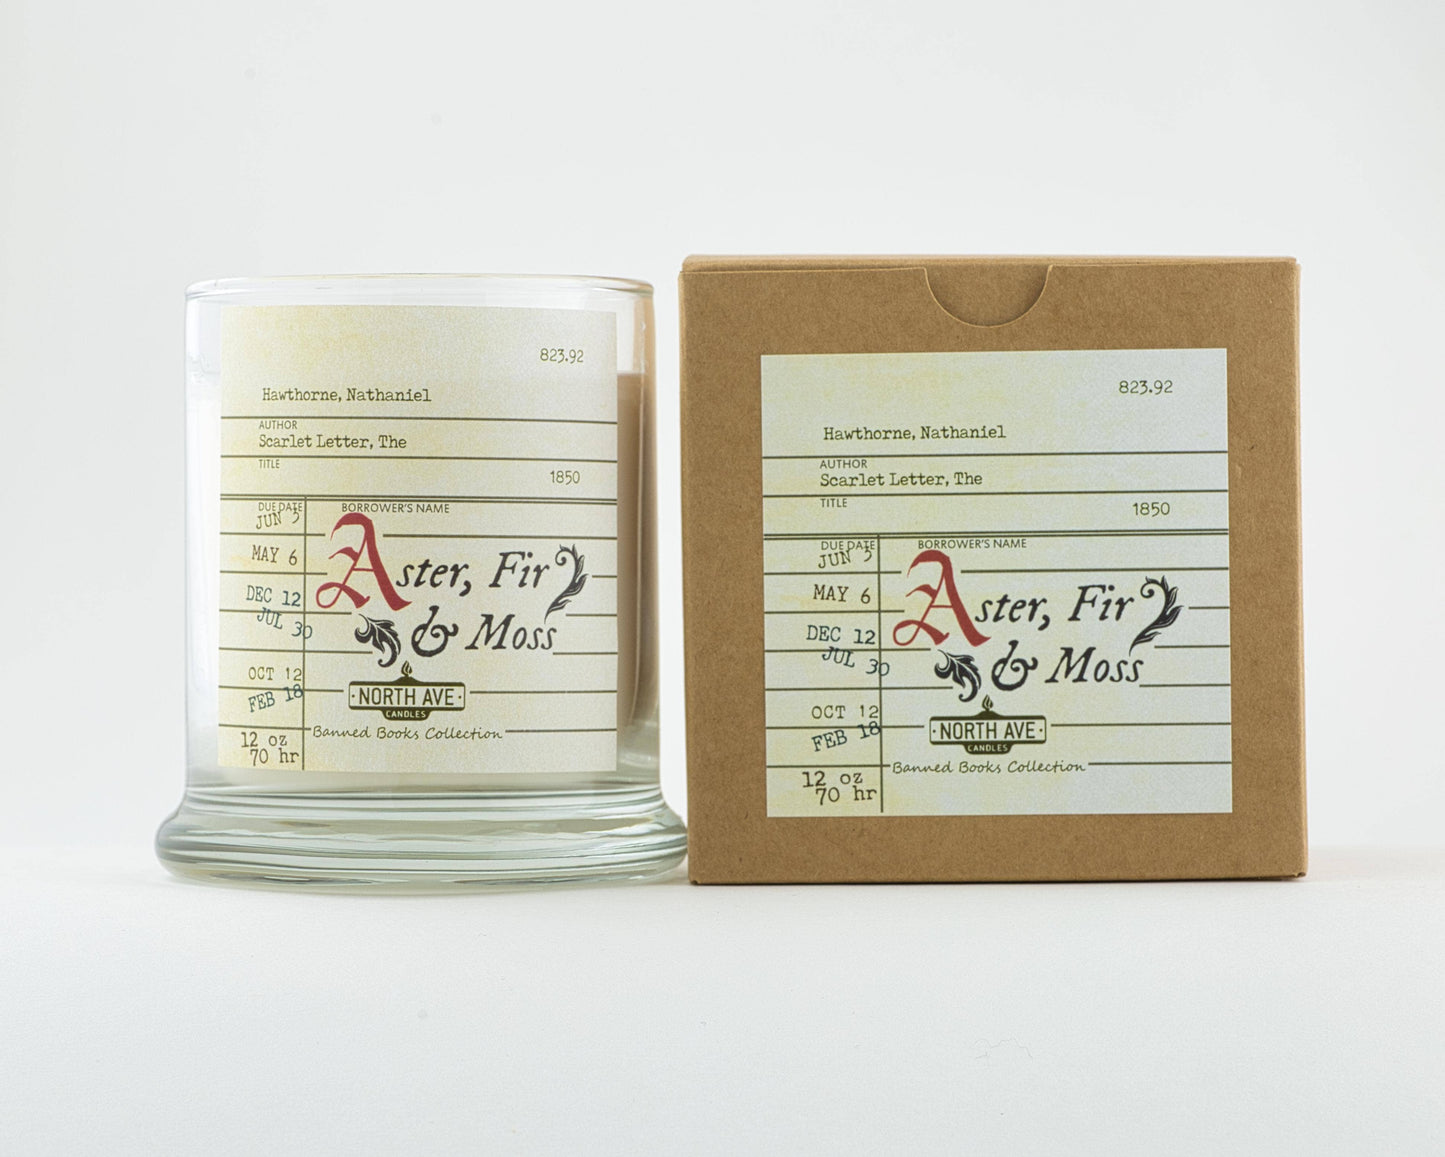 823.92
Hawthorne, Nathaniel
AUTHOR
Scarlet Letter, The
TITLE
1850
DUE DATE
BORROWER'S NAME
JUN 3
MAY 6
DEC 12
JUL 30
OCT 12
FEB 18
Aster, Fir
& Moss
NORTH AVE
CANDLES
Banned Books Collection
12 oz
70 hr
823.92
Hawthorne, Nathaniel
AUTHOR
Scarlet Letter, The
TITLE
1850
DUE DATE
BORROWER'S NAME
JUN 3
MAY 6
DEC 12
JUL 30
OCT 12
FEB 18
Aster, Fir
& Moss
NORTH AVE
CANDLES
Banned Books Collection
12 oz
70 hr